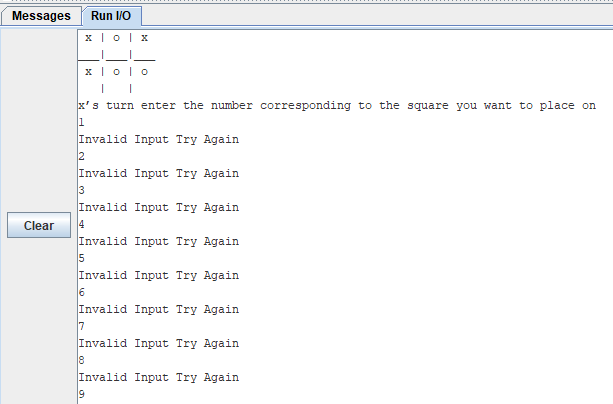 Messages
Run I/O
x | o | x
___|___|___
x | o | o
| |
x's turn enter the number corresponding to the square you want to place on
1
Invalid Input Try Again
2
Invalid Input Try Again
3
Invalid Input Try Again
4
Invalid Input Try Again
5
Invalid Input Try Again
6
Invalid Input Try Again
7
Invalid Input Try Again
8
Invalid Input Try Again
9
Clear